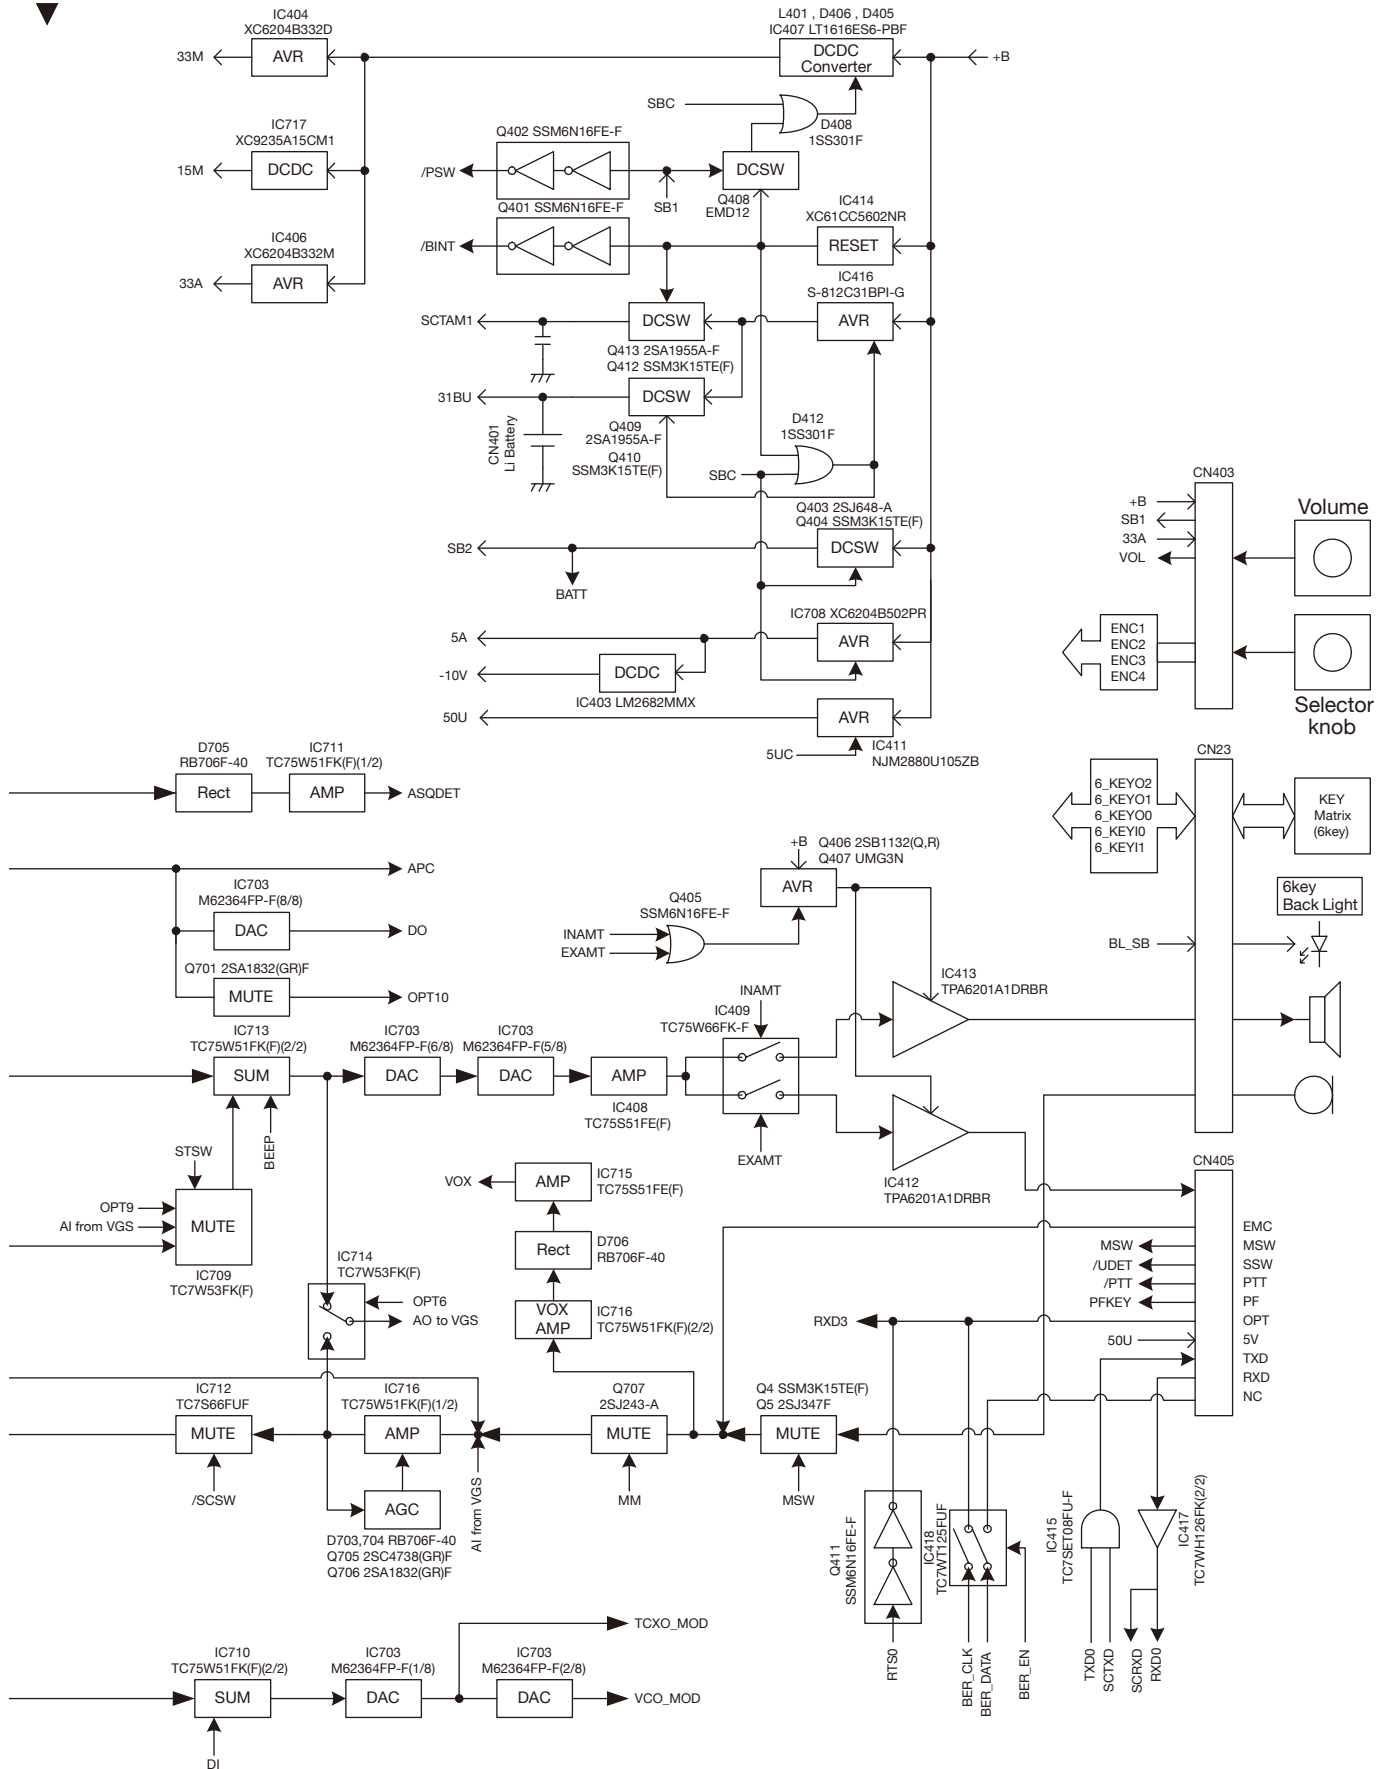 IC404
XC6204B332D
33M
AVR
L401 , D406 , D405
IC407 LT1616ES6-PBF
DCDC
Converter
+B
SBC
D408
1SS301F
IC717
XC9235A15CM1
15M
DCDC
Q402 SSM6N16FE-F
/PSW
SB1
DCSW
Q408
EMD12
Q401 SSM6N16FE-F
/BINT
IC414
XC61CC5602NR
RESET
IC406
XC6204B332M
33A
AVR
IC416
S-812C31BPI-G
AVR
SCTAM1
DCSW
Q413 2SA1955A-F
Q412 SSM3K15TE(F)
31BU
DCSW
CN401
Li Battery
Q409
2SA1955A-F
Q410
SSM3K15TE(F)
D412
1SS301F
SBC
Q403 2SJ648-A
Q404 SSM3K15TE(F)
SB2
DCSW
BATT
IC708 XC6204B502PR
5A
AVR
-10V
DCDC
IC403 LM2682MMX
50U
AVR
5UC
IC411
NJM2880U105ZB
CN403
+B
SB1
33A
VOL
Volume
ENC1
ENC2
ENC3
ENC4
Selector
knob
CN23
6_KEYO2
6_KEYO1
6_KEYO0
6_KEYI0
6_KEYI1
KEY
Matrix
(6key)
6key
Back Light
BL_SB
D705
RB706F-40
Rect
IC711
TC75W51FK(F)(1/2)
AMP
ASQDET
APC
IC703
M62364FP-F(8/8)
DAC
DO
Q701 2SA1832(GR)F
MUTE
OPT10
+B
Q406 2SB1132(Q,R)
Q407 UMG3N
AVR
Q405
SSM6N16FE-F
INAMT
EXAMT
IC413
TPA6201A1DRBR
IC713
TC75W51FK(F)(2/2)
SUM
IC703
M62364FP-F(6/8)
DAC
IC703
M62364FP-F(5/8)
DAC
AMP
IC408
TC75S51FE(F)
INAMT
IC409
TC75W66FK-F
EXAMT
IC412
TPA6201A1DRBR
BEEP
STSW
OPT9
AI from VGS
MUTE
IC709
TC7W53FK(F)
VOX
AMP
IC715
TC75S51FE(F)
Rect
D706
RB706F-40
VOX
AMP
IC716
TC75W51FK(F)(2/2)
IC714
TC7W53FK(F)
OPT6
AO to VGS
CN405
EMC
MSW
MSW
/UDET
SSW
/PTT
PTT
PFKEY
PF
RXD3
OPT
50U
5V
TXD
RXD
NC
IC712
TC7S66FUF
MUTE
/SCSW
IC716
TC75W51FK(F)(1/2)
AMP
AGC
D703,704 RB706F-40
Q705 2SC4738(GR)F
Q706 2SA1832(GR)F
AI from VGS
Q707
2SJ243-A
MUTE
MM
Q4 SSM3K15TE(F)
Q5 2SJ347F
MUTE
MSW
Q411
SSM6N16FE-F
RTS0
IC418
TC7WT125FUF
BER_CLK
BER_DATA
BER_EN
IC415
TC7SET08FU-F
TXD0
SCTXD
IC417
TC7WH126FK(2/2)
SCRXD
RXD0
IC710
TC75W51FK(F)(2/2)
SUM
DI
IC703
M62364FP-F(1/8)
DAC
IC703
M62364FP-F(2/8)
DAC
TCXO_MOD
VCO_MOD